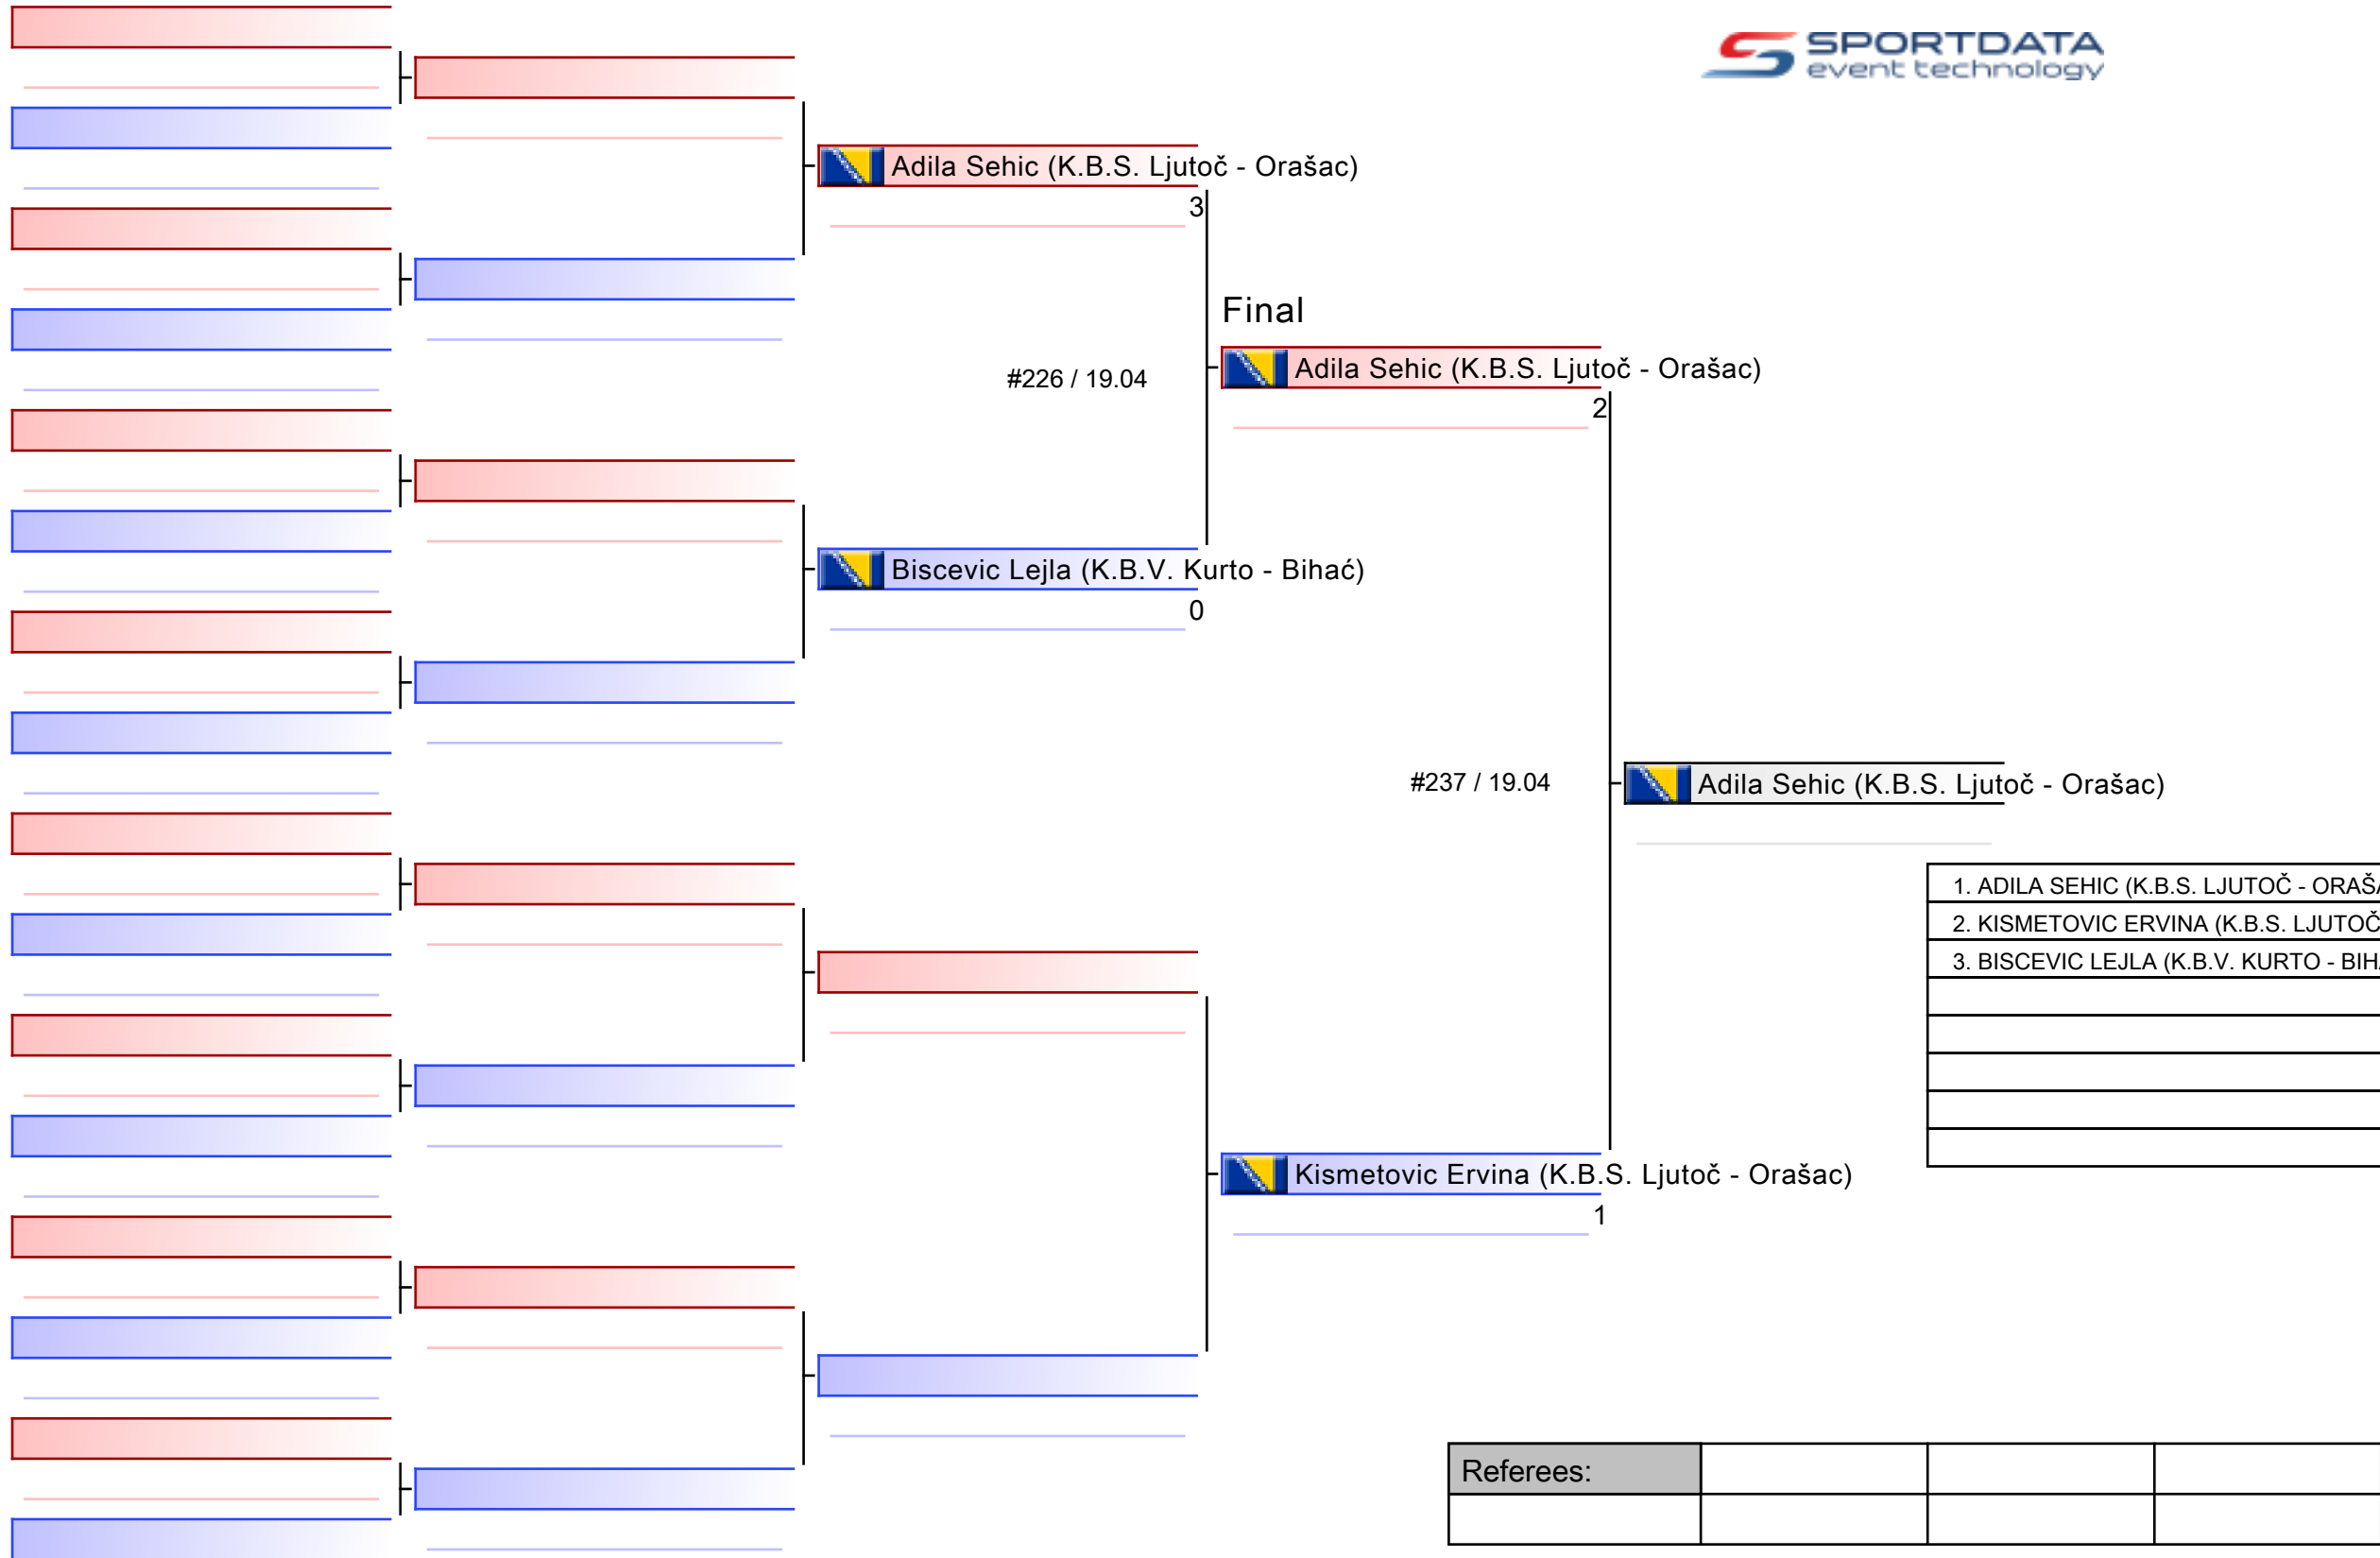 SPORTDATA
event technology
Adila Sehic (K.B.S. Ljutoč - Orašac)
3
Final
#226 / 19.04
Adila Sehic (K.B.S. Ljutoč - Orašac)
2
Biscevic Lejla (K.B.V. Kurto - Bihać)
0
#237 / 19.04
Adila Sehic (K.B.S. Ljutoč - Orašac)
1. ADILA SEHIC (K.B.S. LJUTOČ - ORAŠA
2. KISMETOVIC ERVINA (K.B.S. LJUTOČ
3. BISCEVIC LEJLA (K.B.V. KURTO - BIHA
Kismetovic Ervina (K.B.S. Ljutoč - Orašac)
1
Referees: